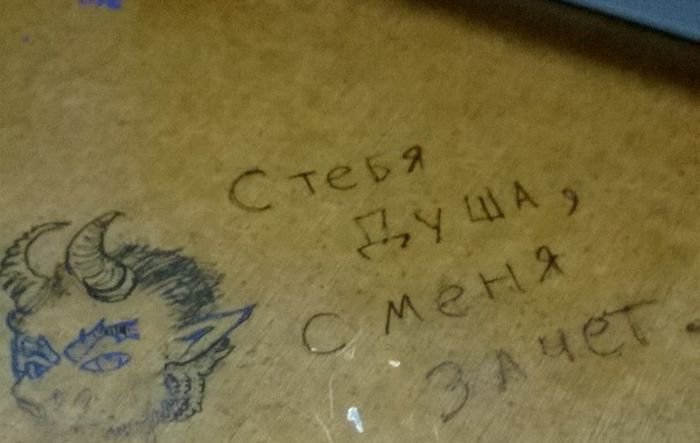 С тебя
душа,
с меня
зачет.